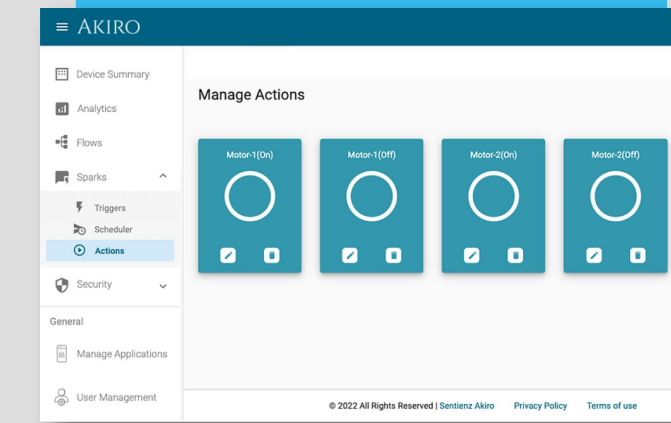 AKIRO
Device Summary
Analytics
Flows
Sparks
Triggers
Scheduler
Actions
Security
General
Manage Applications
User Management
Manage Actions
Motor-1(On)
Motor-1(Off)
Motor-2(On)
Motor-2(Off)
© 2022 All Rights Reserved | Sentienz Akiro Privacy Policy Terms of use